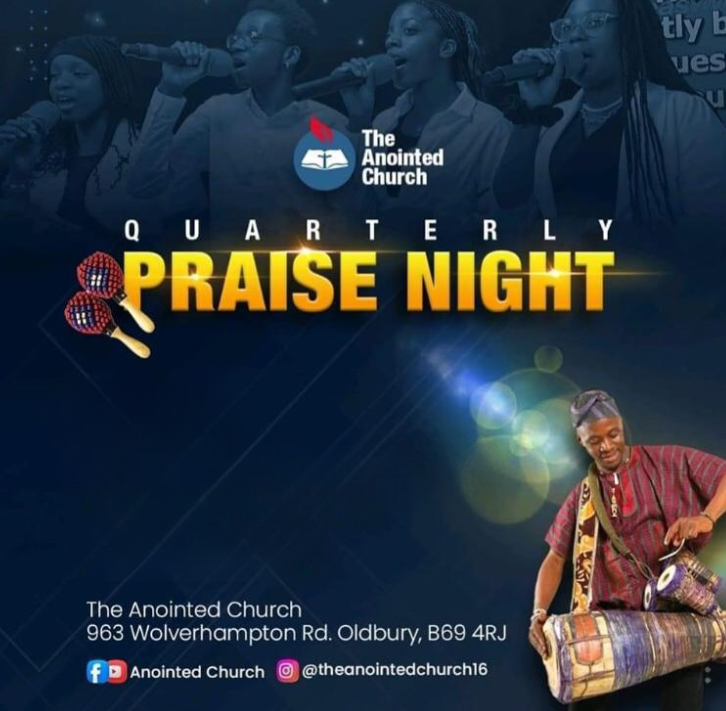 The
Anointed
Church
QUARTERLY
PRAISE NIGHT
The Anointed Church
963 Wolverhampton Rd. Oldbury, B69 4RJ
Anointed Church @theanointedchurch16